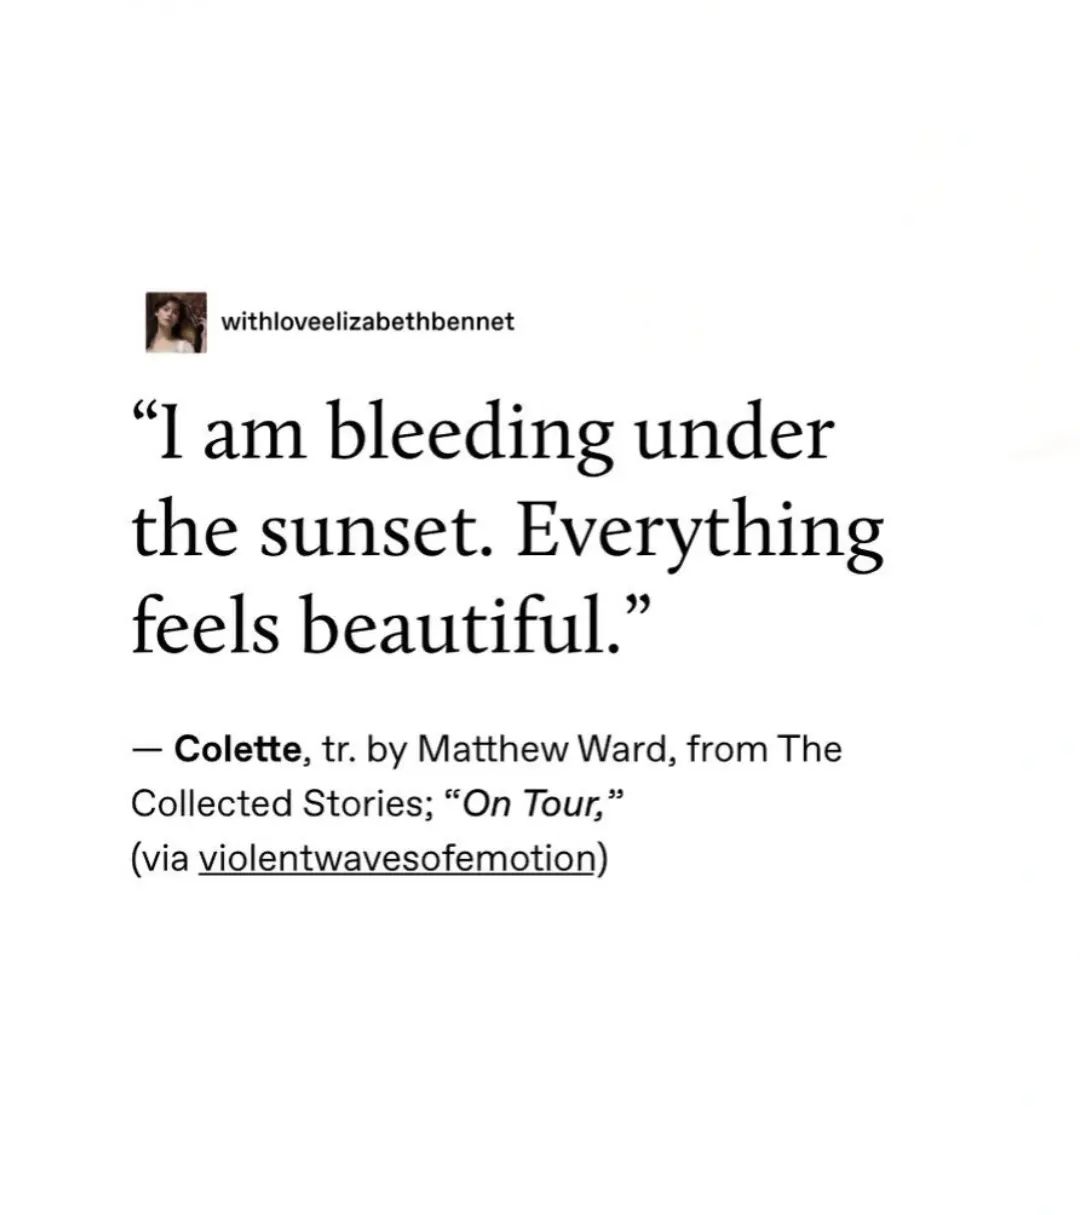 withloveelizabethbennet
“I am bleeding under
the sunset. Everything
feels beautiful.”
— Colette, tr. by Matthew Ward, from The
Collected Stories; “On Tour,”
(via violentwavesofemotion)